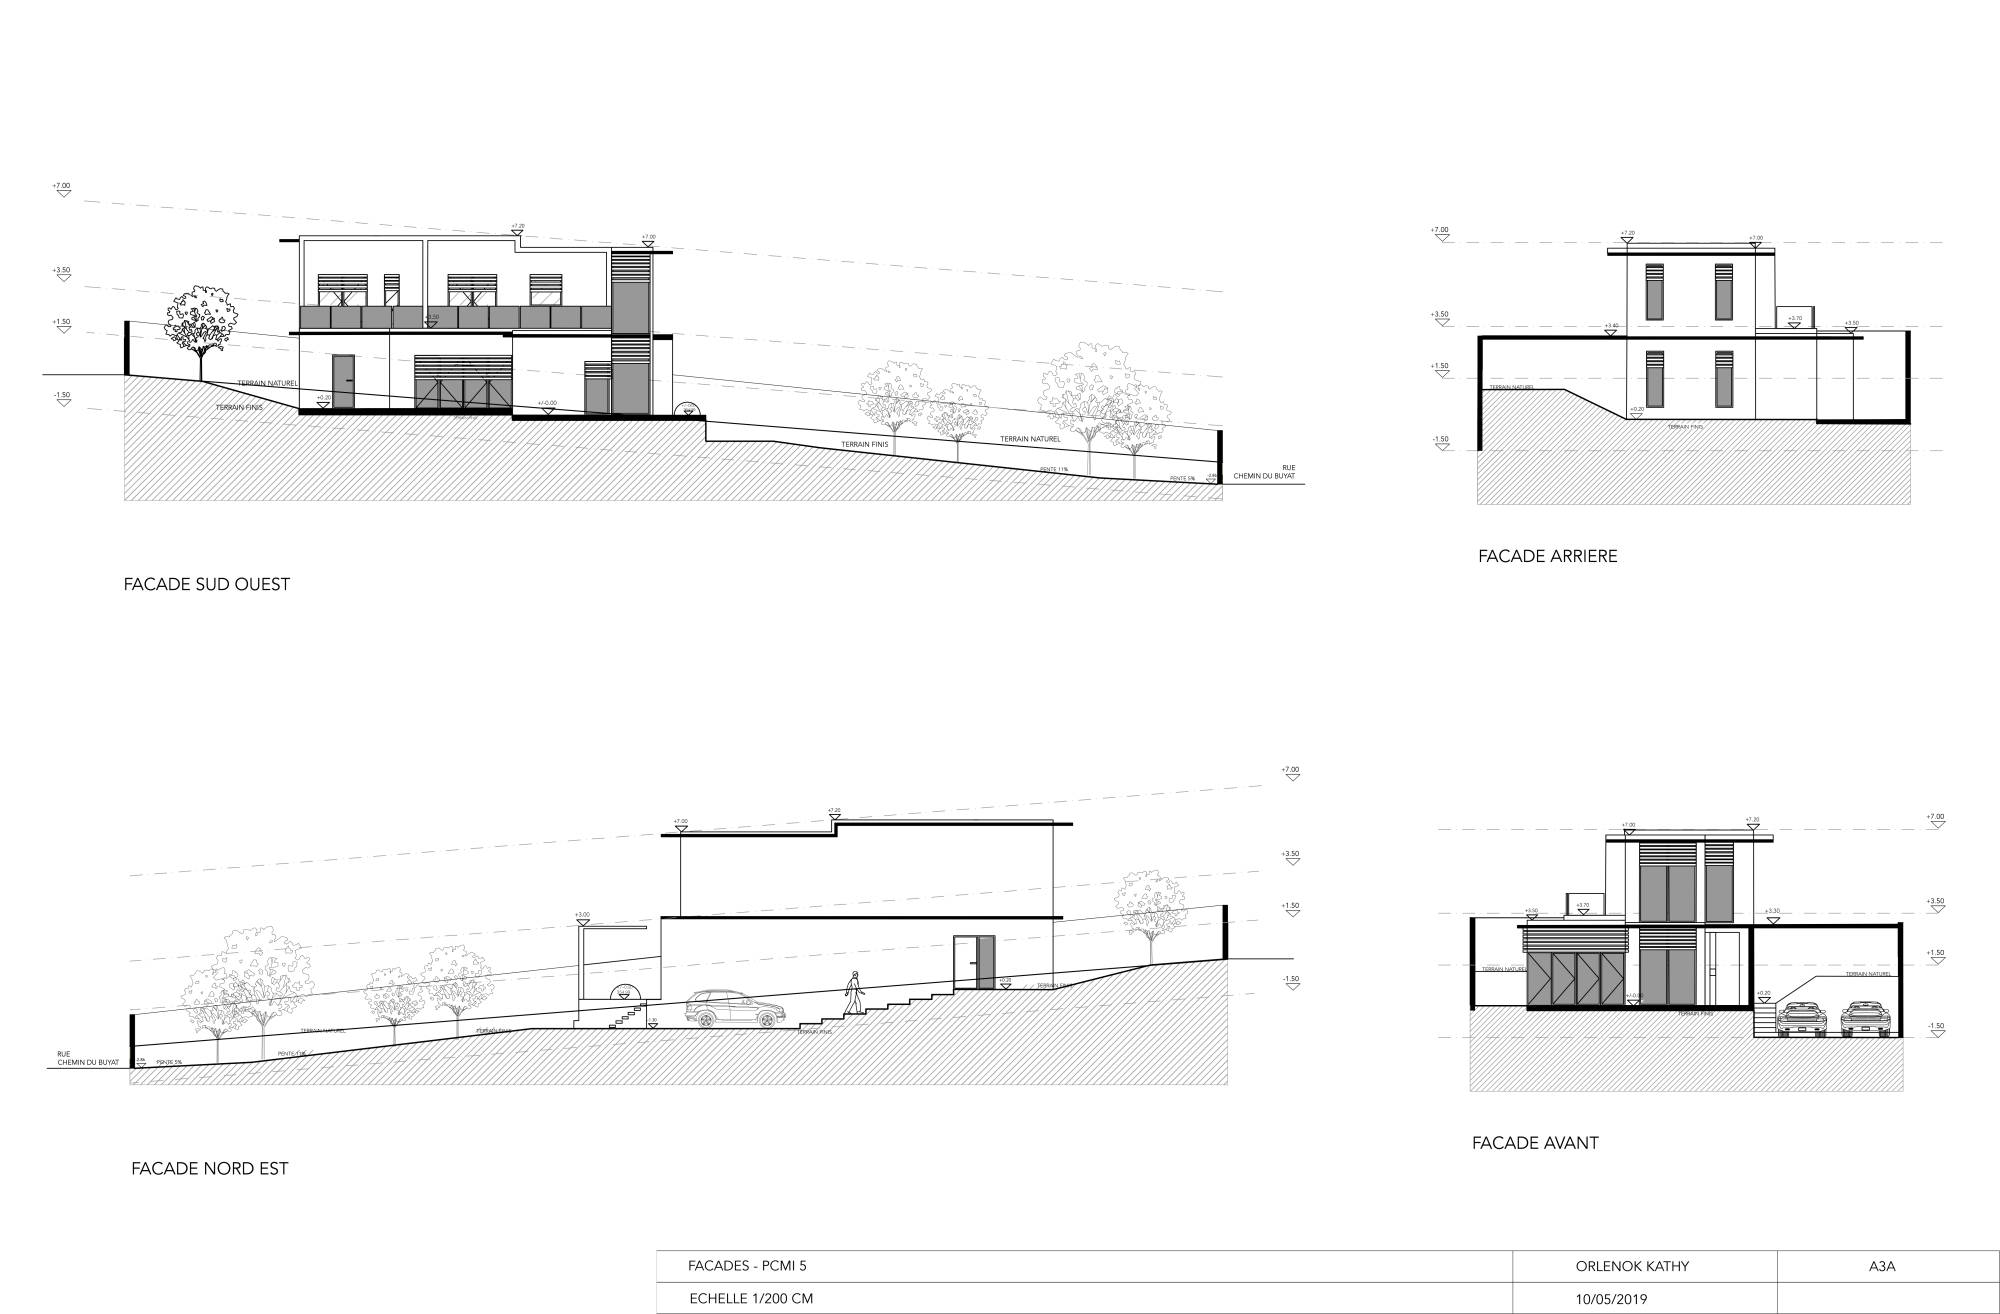 +7.00
+7.20
+7.00
+3.50
+3.50
+1.50
-1.50
TERRAIN NATUREL
TERRAIN FINIS
+0.20
+/-0.00
TERRAIN FINIS
TERRAIN NATUREL
PENTE 11%
PENTE 5%
RUE
CHEMIN DU BUYAT
FACADE SUD OUEST
+7.00
+7.20
+7.00
+3.50
+3.40
+3.70
+3.50
+1.50
TERRAIN NATUREL
+0.20
TERRAIN FINIS
-1.50
FACADE ARRIERE
+7.00
+7.00
+7.20
+3.50
+3.00
+1.50
-1.50
+0.20
TERRAIN FINIS
TERRAIN NATUREL
TERRAIN FINIS
TERRAIN FINIS
PENTE 11%
PENTE 5%
RUE
CHEMIN DU BUYAT
FACADE NORD EST
+7.00
+7.00
+7.20
+3.50
+3.50
+3.70
+3.30
+1.50
TERRAIN NATUREL
TERRAIN NATUREL
+/-0.00
+0.20
TERRAIN FINIS
-1.50
FACADE AVANT
FACADES - PCMI 5
ORLENOK KATHY
A3A
ECHELLE 1/200 CM
10/05/2019